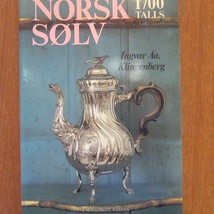 NORSK
1700
TALLS
SØLV
Ingvar Aa.
Klingenberg